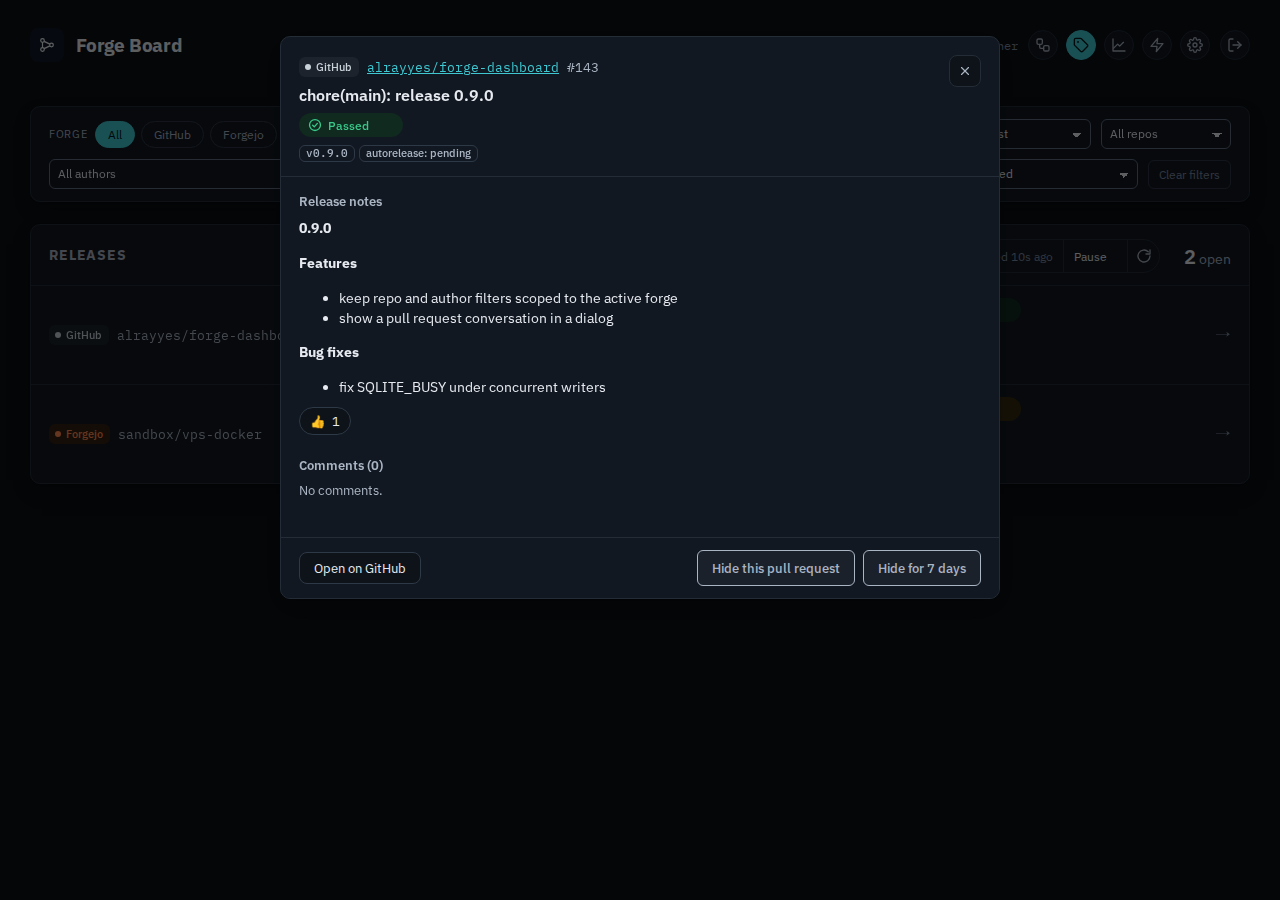 Forge Board
GitHub alrayyes/forge-dashboard #143
chore(main): release 0.9.0
Passed
v0.9.0 autorelease: pending
FORGE All GitHub Forgejo
All repos
All authors
Clear filters
Release notes
0.9.0
Features
keep repo and author filters scoped to the active forge
show a pull request conversation in a dialog
Bug fixes
fix SQLITE_BUSY under concurrent writers
👍 1
Comments (0)
No comments.
Open on GitHub
Hide this pull request
Hide for 7 days
RELEASES
10s ago Pause 2 open
GitHub
Forgejo sandbox/vps-docker